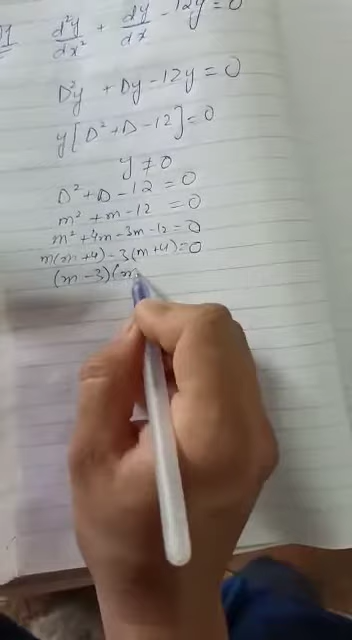 d²y/dx² + dy/dx - 12y = 0
D²y + Dy - 12y = 0
y[D² + D - 12] = 0
y ≠ 0
D² + D - 12 = 0
m² + m - 12 = 0
m² + 4m - 3m - 12 = 0
m(m + 4) - 3(m + 4) = 0
(m - 3)(m